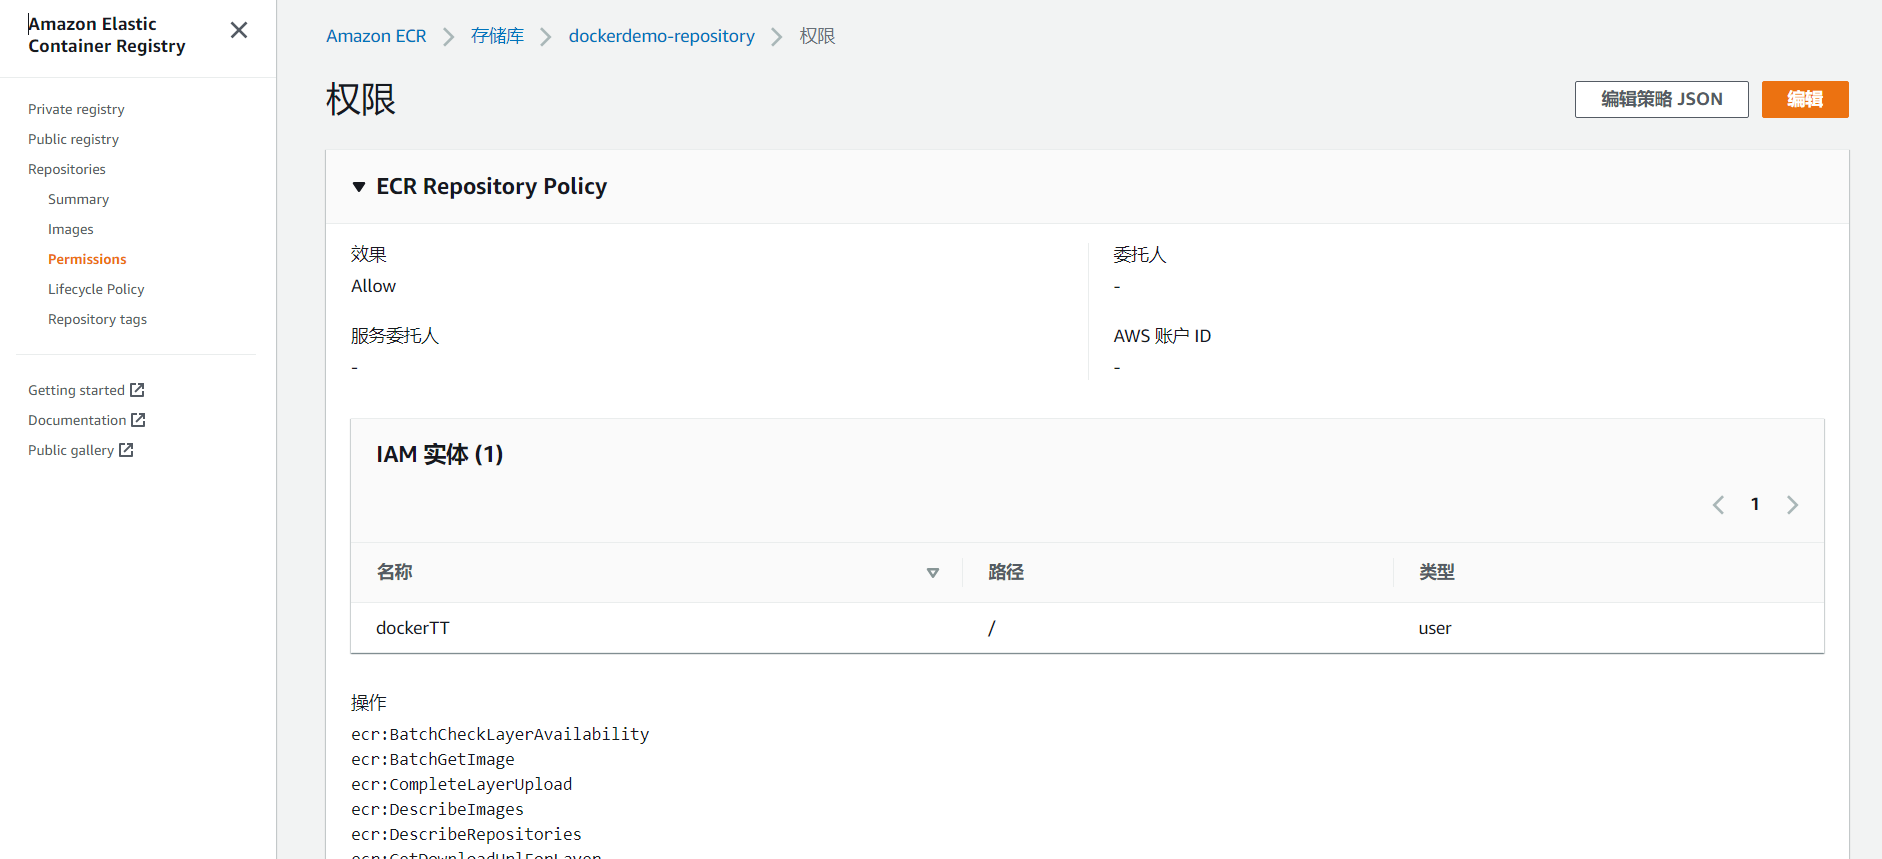 Amazon Elastic
Container Registry
Private registry
Public registry
Repositories
Summary
Images
Permissions
Lifecycle Policy
Repository tags
Getting started
Documentation
Public gallery
Amazon ECR 存储库 dockerdemo-repository 权限
权限
编辑策略 JSON 编辑
ECR Repository Policy
效果 委托人
Allow -
服务委托人 AWS 账户 ID
- -
IAM 实体 (1)
1
名称 路径 类型
dockerTT / user
操作
ecr:BatchCheckLayerAvailability
ecr:BatchGetImage
ecr:CompleteLayerUpload
ecr:DescribeImages
ecr:DescribeRepositories
ecr:GetDownloadUrlForLayer